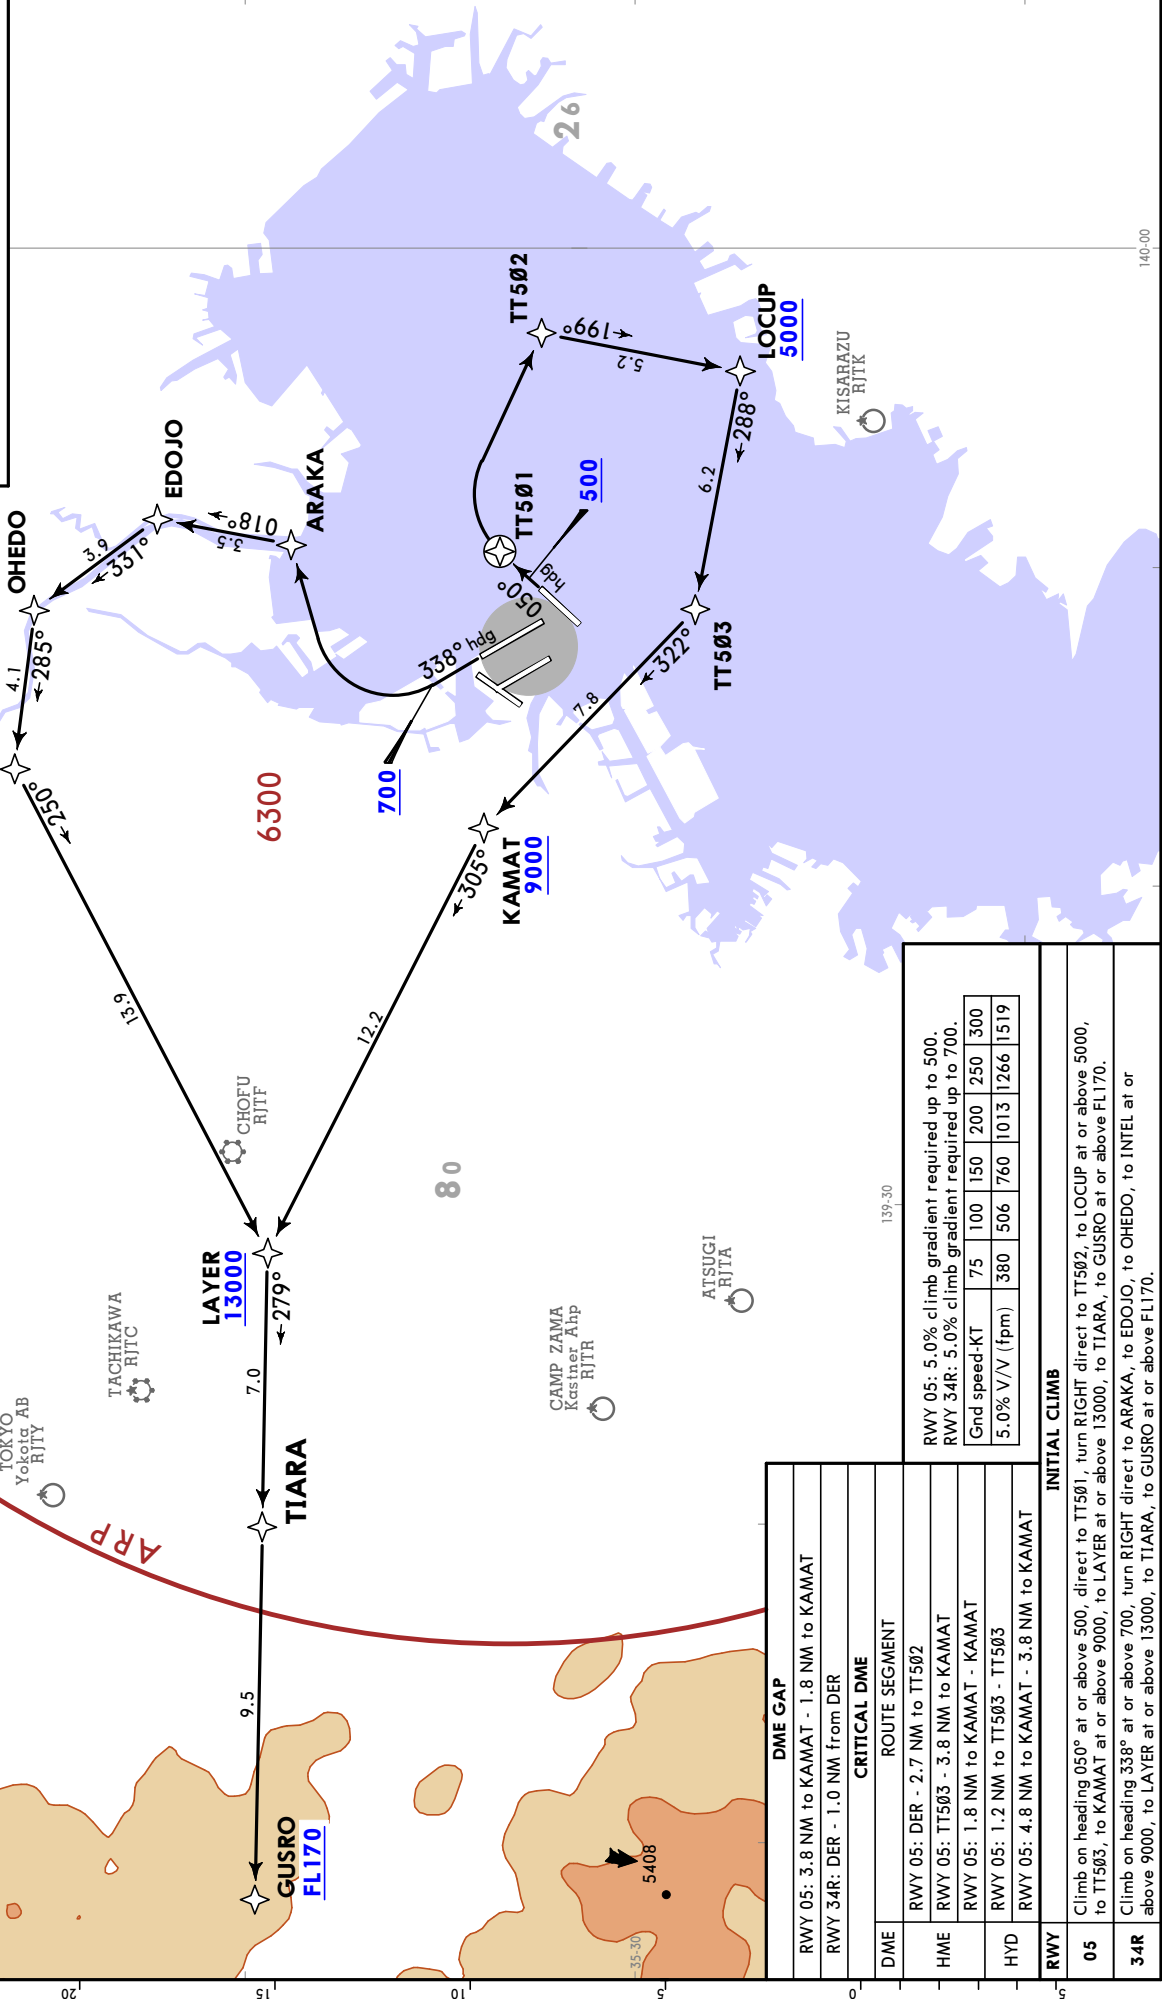 OHEDO
EDOJO
ARAKA
TT5Ø2
TT5Ø1
LOCUP
5000
TT5Ø3
KAMAT
9000
LAYER
13000
TIARA
GUSRO
FL170
4.1
285°
3.9
331°
3.5
018°
250°
13.9
338° hdg
050°
hdg
500
700
199°
5.2
288°
6.2
322°
7.8
305°
12.2
279°
7.0
9.5
6300
26
80
140-00
139-30
35-30
KISARAZU
RJTK
CHOFU
RJTF
TACHIKAWA
RJTC
TOKYO
Yokota AB
RJTY
CAMP ZAMA
Kastner Ahp
RJTR
ATSUGI
RJTA
ARP
5408
20
15
10
5
0
5
DME GAP
RWY 05: 3.8 NM to KAMAT - 1.8 NM to KAMAT
RWY 34R: DER - 1.0 NM from DER
CRITICAL DME
DME ROUTE SEGMENT
RWY 05: DER - 2.7 NM to TT5Ø2
HME RWY 05: TT5Ø3 - 3.8 NM to KAMAT
RWY 05: 1.8 NM to KAMAT - KAMAT
HYD RWY 05: 1.2 NM to TT5Ø3 - TT5Ø3
RWY 05: 4.8 NM to KAMAT - 3.8 NM to KAMAT
RWY 05: 5.0% climb gradient required up to 500.
RWY 34R: 5.0% climb gradient required up to 700.
Gnd speed-KT 75 100 150 200 250 300
5.0% V/V (fpm) 380 506 760 1013 1266 1519
RWY INITIAL CLIMB
05 Climb on heading 050° at or above 500, direct to TT5Ø1, turn RIGHT direct to TT5Ø2, to LOCUP at or above 5000,
to TT5Ø3, to KAMAT at or above 9000, to LAYER at or above 13000, to TIARA, to GUSRO at or above FL170.
34R Climb on heading 338° at or above 700, turn RIGHT direct to ARAKA, to EDOJO, to OHEDO, to INTEL at or
above 9000, to LAYER at or above 13000, to TIARA, to GUSRO at or above FL170.